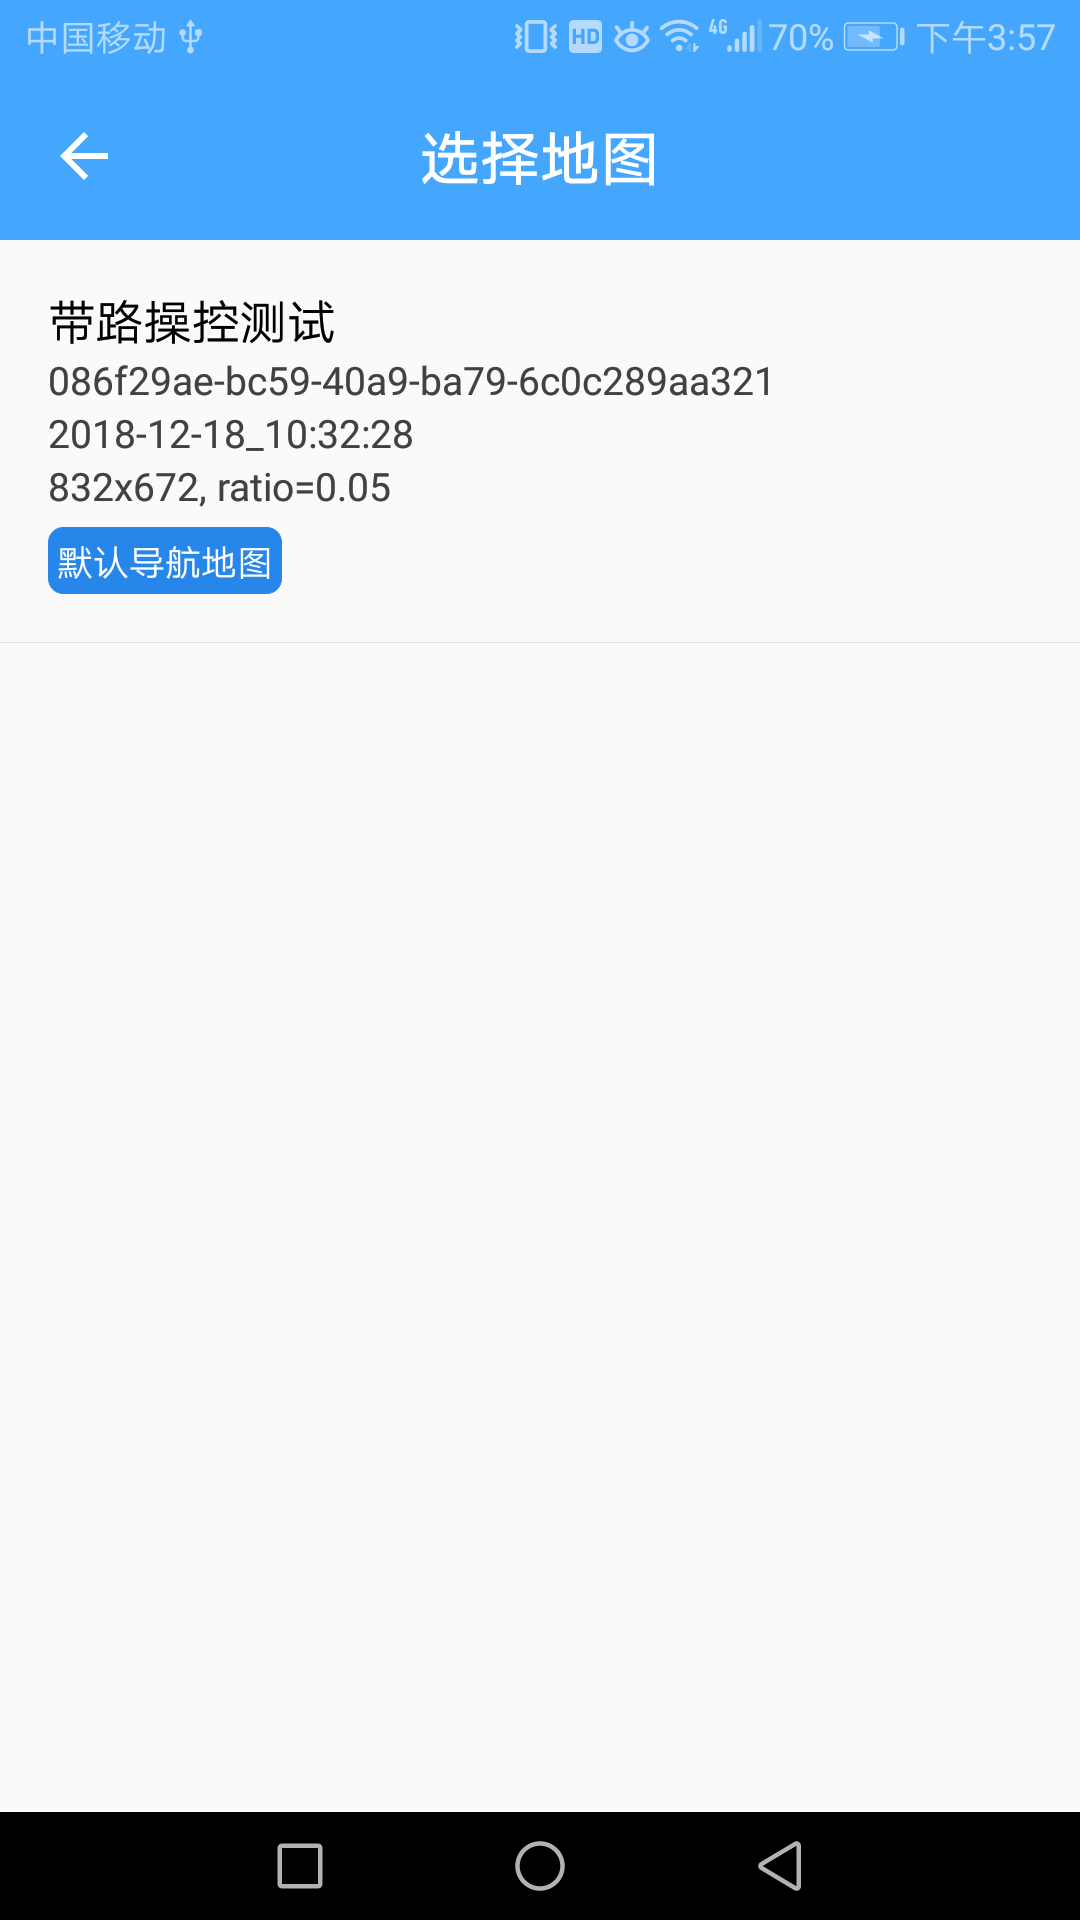 中国移动 HD 4G 70% 下午3:57
选择地图
带路操控测试
086f29ae-bc59-40a9-ba79-6c0c289aa321
2018-12-18_10:32:28
832x672, ratio=0.05
默认导航地图